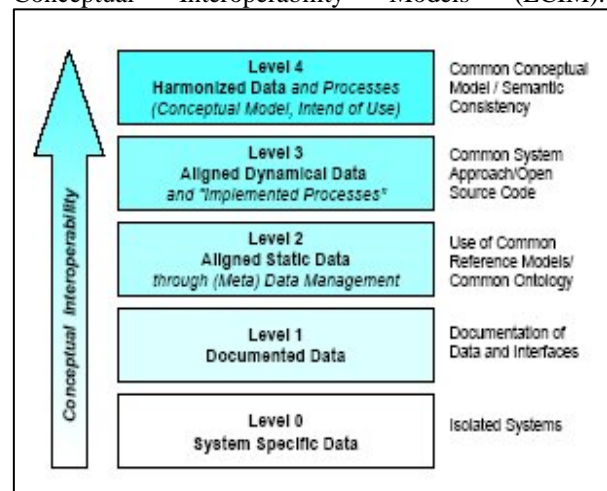 Conceptual Interoperability Models (LCIM).
Level 4
Harmonized Data and Processes
(Conceptual Model, Intend of Use)
Common Conceptual
Model / Semantic
Consistency
Level 3
Aligned Dynamical Data
and "Implemented Processes"
Common System
Approach/Open
Source Code
Level 2
Aligned Static Data
through (Meta) Data Management
Use of Common
Reference Models/
Common Ontology
Level 1
Documented Data
Documentation of
Data and Interfaces
Level 0
System Specific Data
Isolated Systems
Conceptual Interoperability